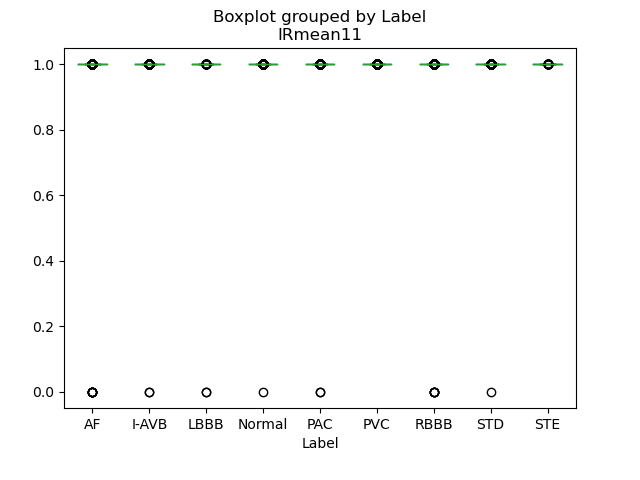 Boxplot grouped by Label
IRmean11
1.0
0.8
0.6
0.4
0.2
0.0
AF I-AVB LBBB Normal PAC PVC RBBB STD STE
Label